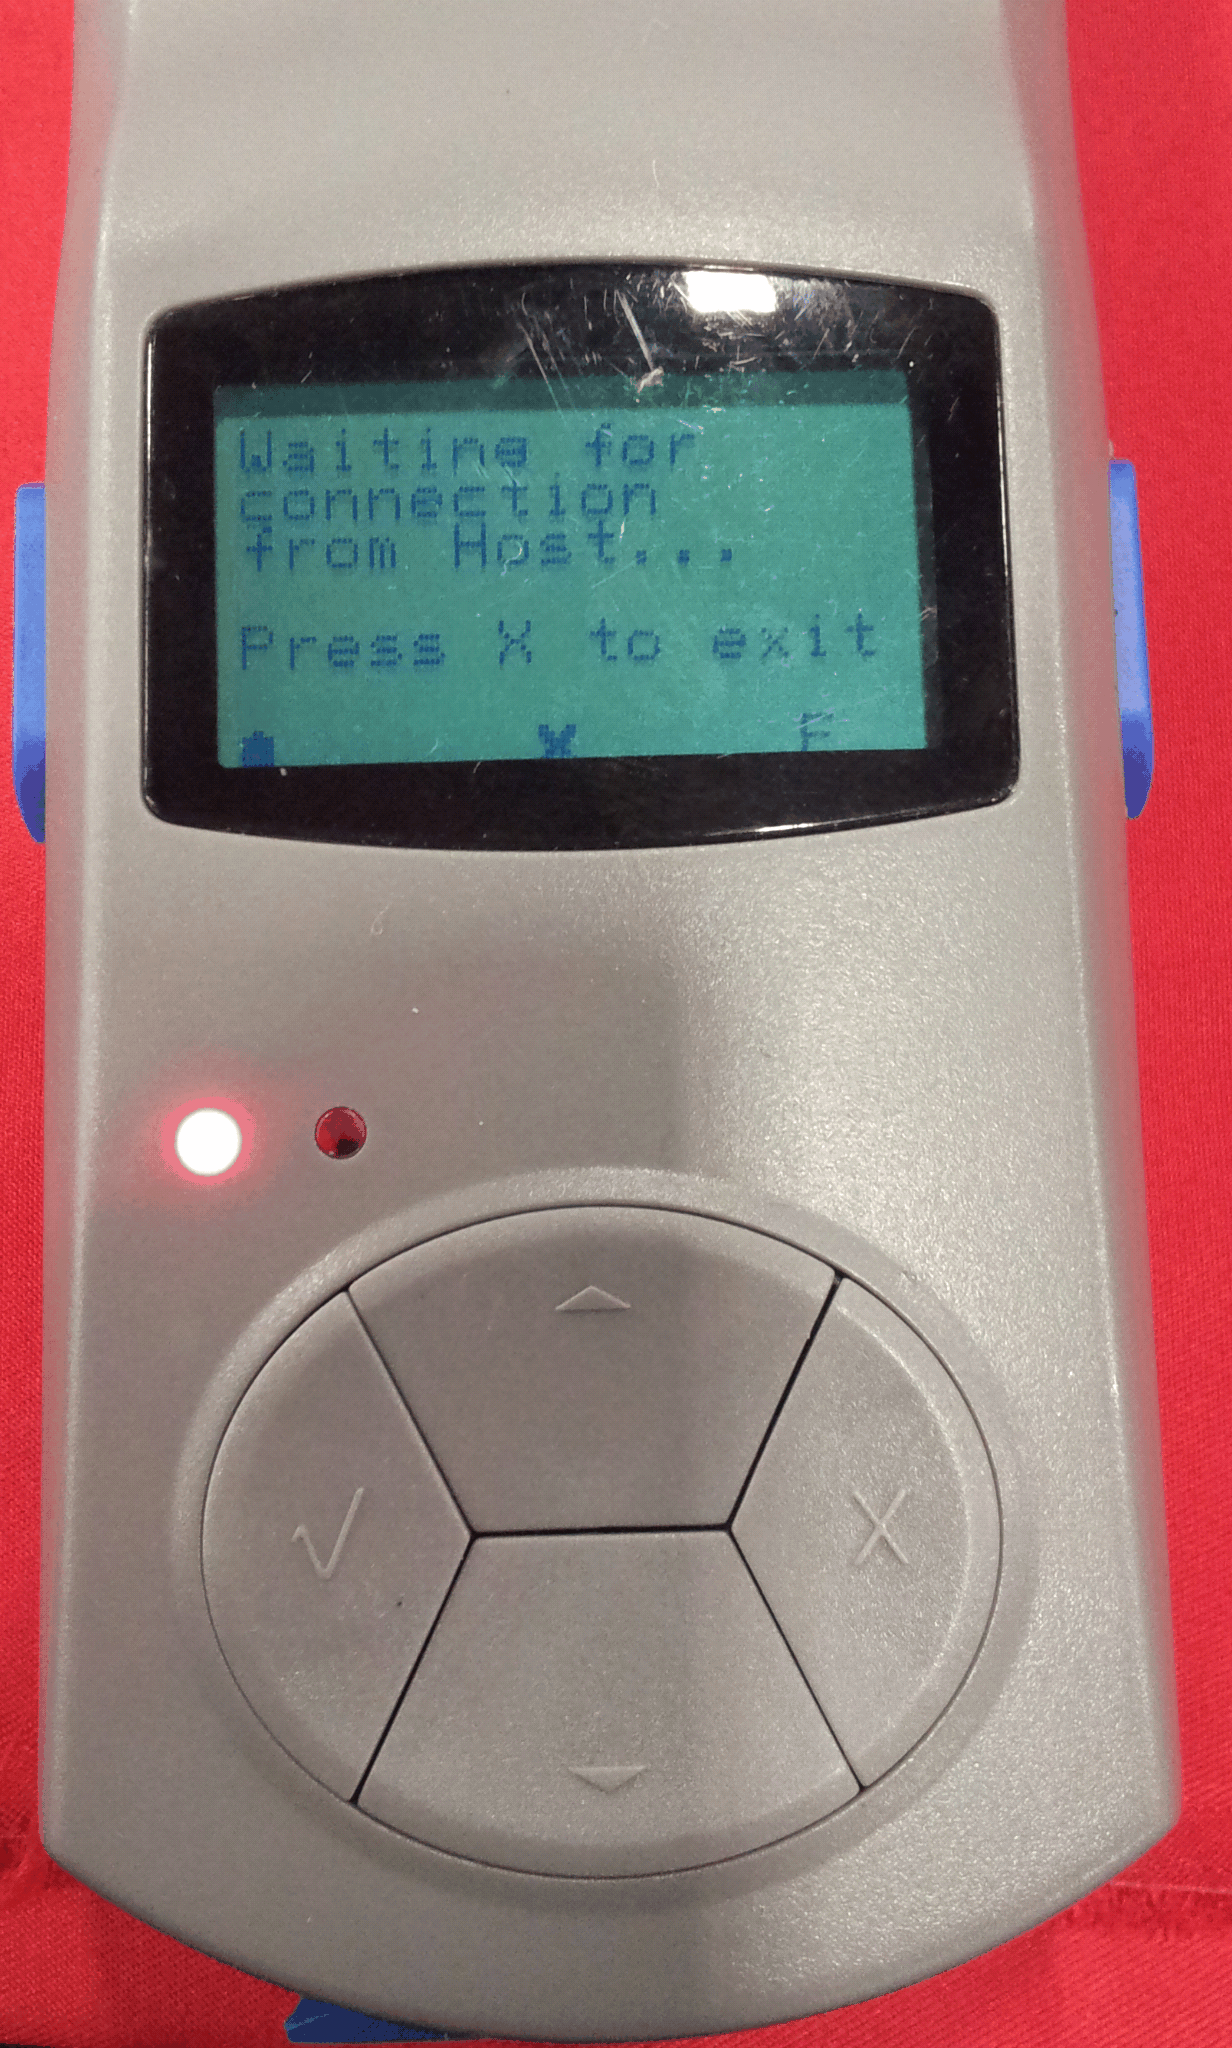 Waiting for
connection
from Host...
Press X to exit
X F
√ X